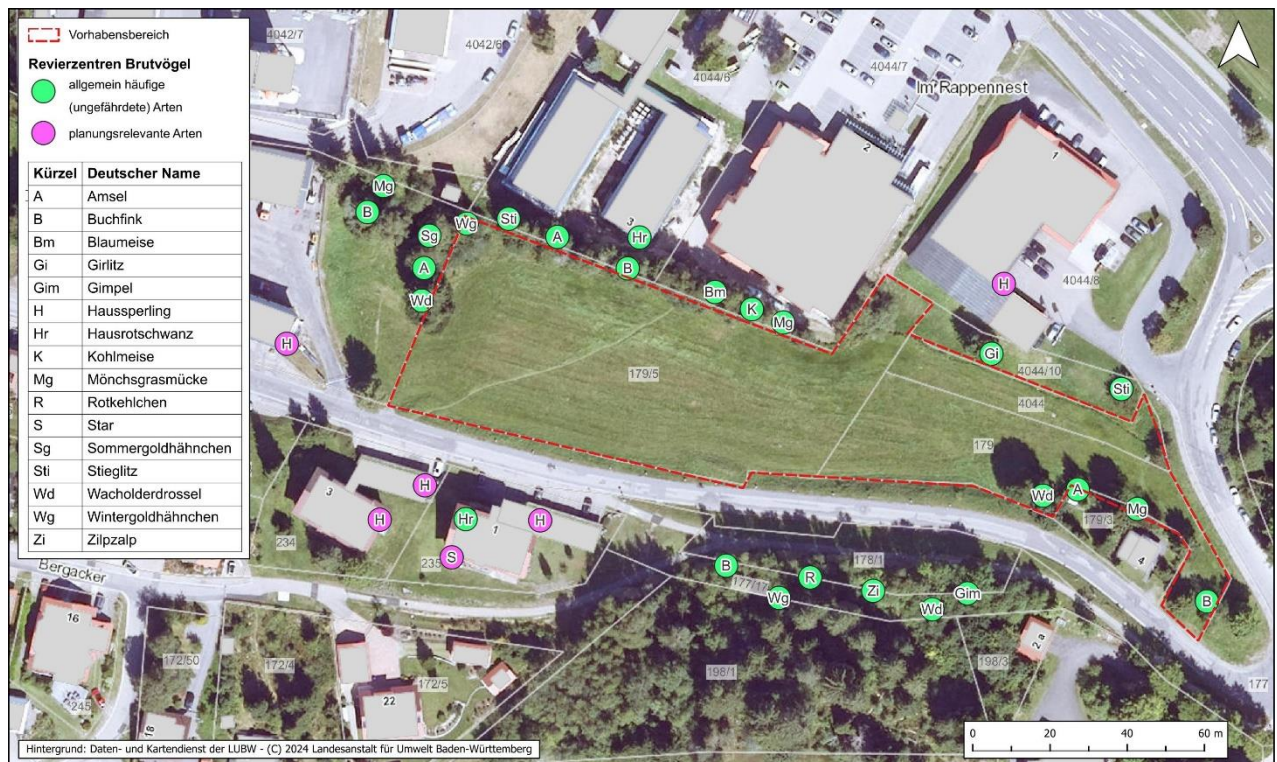 Vorhabensbereich
Revierzentren Brutvögel
allgemein häufige
(ungefährdete) Arten
planungsrelevante Arten
Kürzel Deutscher Name
A Amsel
B Buchfink
Bm Blaumeise
Gi Girlitz
Gim Gimpel
H Haussperling
Hr Hausrotschwanz
K Kohlmeise
Mg Mönchsgrasmücke
R Rotkehlchen
S Star
Sg Sommergoldhähnchen
Sti Stieglitz
Wd Wacholderdrossel
Wg Wintergoldhähnchen
Zi Zilpzalp
4042/7
4042/6
4044/6
4044/7
Im Rappennest
2
1
3
4044/8
Mg
B
Sg
Wg
Sti
A
Hr
A
B
Wd
Bm
K
Mg
H
H
Gi
4044/10
Sti
4044
179/5
179
Wd
A
Mg
179/3
4
B
H
3
H
Hr
1
H
S
234
235
B
177/17
R
Wg
Zi
178/1
Wd
Gim
Bergacker
16
172/50
172/4
172/5
22
18
245
198/1
198/3
2 a
177
0 20 40 60 m
Hintergrund: Daten- und Kartendienst der LUBW - (C) 2024 Landesanstalt für Umwelt Baden-Württemberg